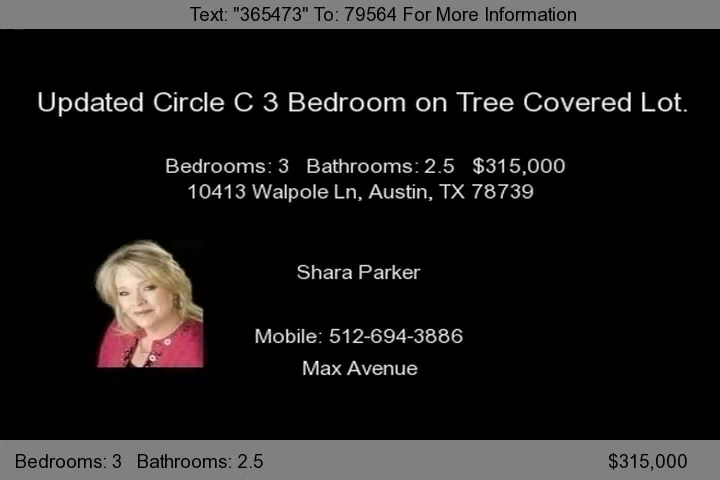 Text: "365473" To: 79564 For More Information
Updated Circle C 3 Bedroom on Tree Covered Lot.
Bedrooms: 3 Bathrooms: 2.5 $315,000
10413 Walpole Ln, Austin, TX 78739
Shara Parker
Mobile: 512-694-3886
Max Avenue
Bedrooms: 3 Bathrooms: 2.5 $315,000